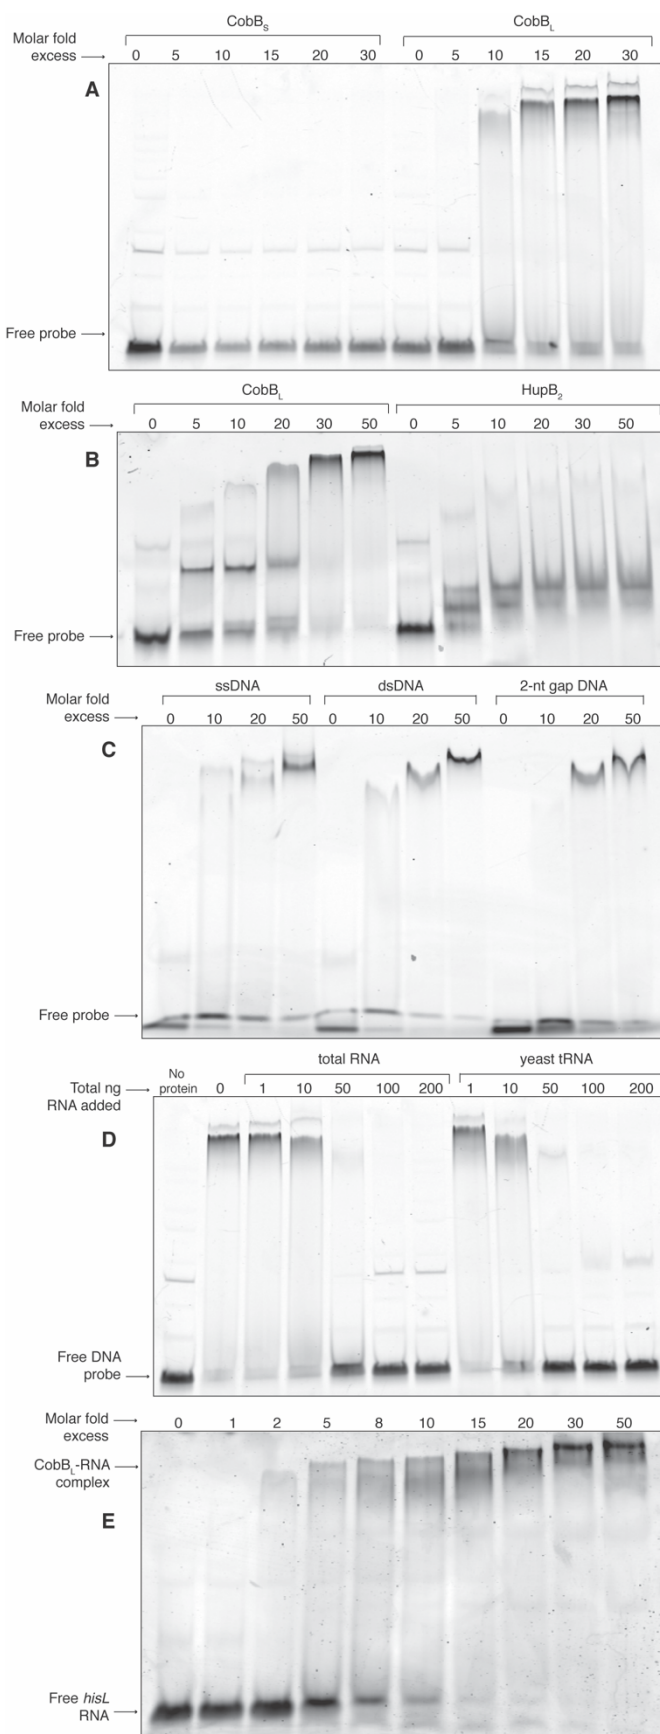 CobB_S CobB_L
Molar fold excess 0 5 10 15 20 30 0 5 10 15 20 30
A
Free probe
CobB_L HupB_2
Molar fold excess 0 5 10 20 30 50 0 5 10 20 30 50
B
Free probe
ssDNA dsDNA 2-nt gap DNA
Molar fold excess 0 10 20 50 0 10 20 50 0 10 20 50
C
Free probe
total RNA yeast tRNA
Total ng RNA added No protein 0 1 10 50 100 200 1 10 50 100 200
D
Free DNA probe
Molar fold excess 0 1 2 5 8 10 15 20 30 50
CobB_L-RNA complex
E
Free hisL RNA